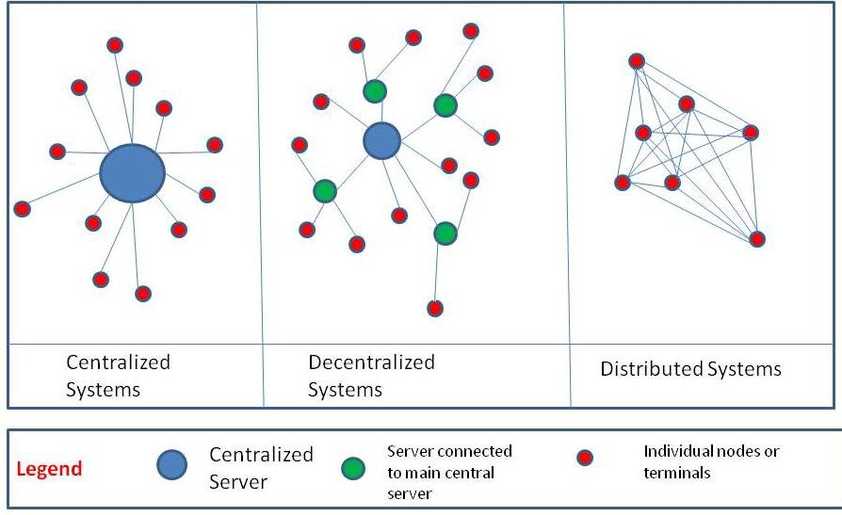 Centralized
Systems
Decentralized
Systems
Distributed Systems
Legend
Centralized
Server
Server connected
to main central
server
Individual nodes or
terminals